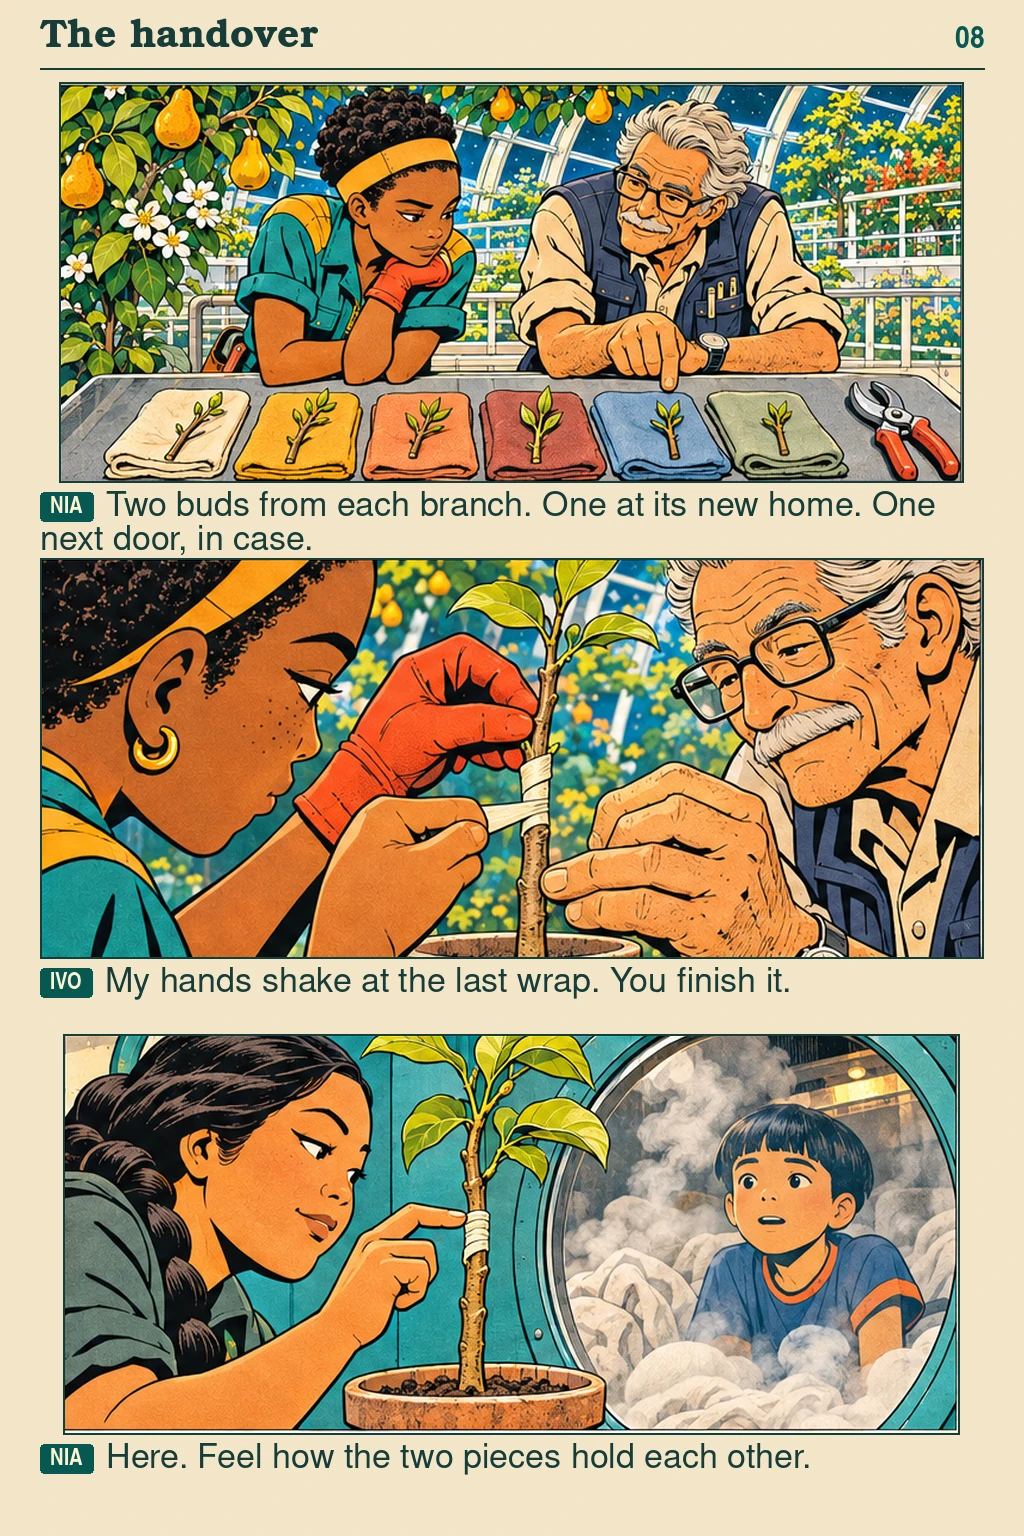 The handover
08
NIA Two buds from each branch. One at its new home. One
next door, in case.
IVO My hands shake at the last wrap. You finish it.
NIA Here. Feel how the two pieces hold each other.